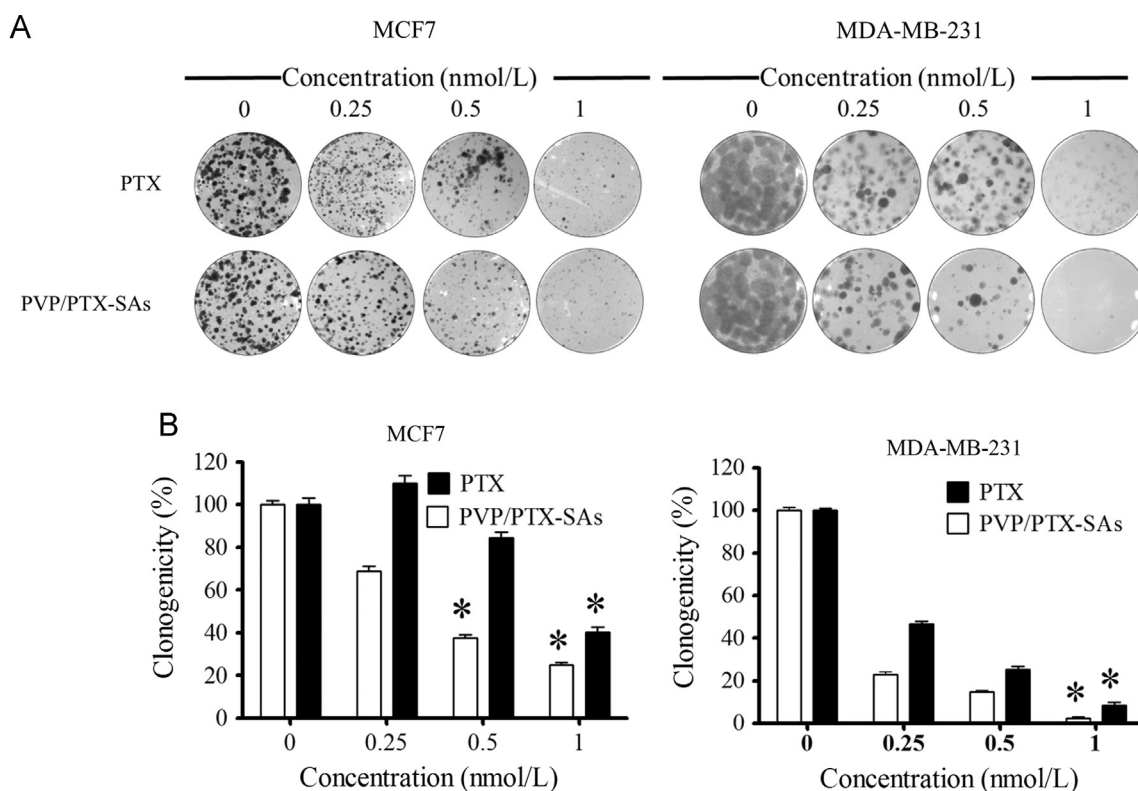 A
MCF7 MDA-MB-231
Concentration (nmol/L) Concentration (nmol/L)
0 0.25 0.5 1 0 0.25 0.5 1
PTX
PVP/PTX-SAs
B
MCF7
120
100
80
60
40
20
0
Clonogenicity (%)
PTX
PVP/PTX-SAs
* * *
0 0.25 0.5 1
Concentration (nmol/L)
MDA-MB-231
120
100
80
60
40
20
0
Clonogenicity (%)
PTX
PVP/PTX-SAs
* *
0 0.25 0.5 1
Concentration (nmol/L)